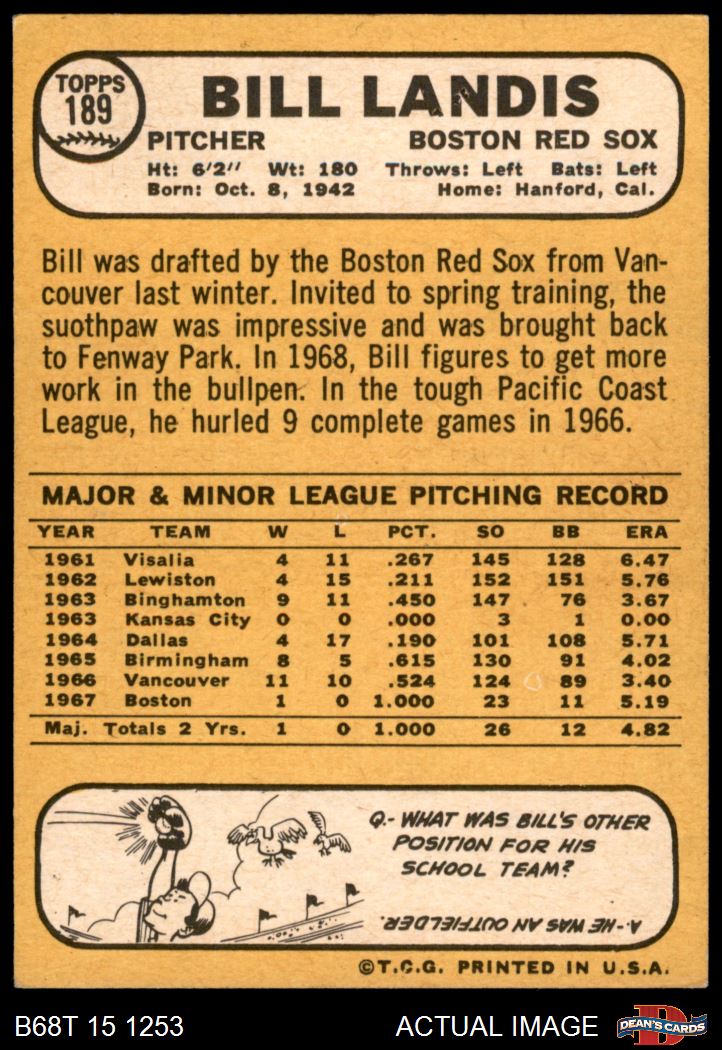 TOPPS
189
BILL LANDIS
PITCHER BOSTON RED SOX
Ht: 6'2" Wt: 180 Throws: Left Bats: Left
Born: Oct. 8, 1942 Home: Hanford, Cal.
Bill was drafted by the Boston Red Sox from Van-
couver last winter. Invited to spring training, the
suothpaw was impressive and was brought back
to Fenway Park. In 1968, Bill figures to get more
work in the bullpen. In the tough Pacific Coast
League, he hurled 9 complete games in 1966.
MAJOR & MINOR LEAGUE PITCHING RECORD
YEAR TEAM W L PCT. SO BB ERA
1961 Visalia 4 11 .267 145 128 6.47
1962 Lewiston 4 15 .211 152 151 5.76
1963 Binghamton 9 11 .450 147 76 3.67
1963 Kansas City 0 0 .000 3 1 0.00
1964 Dallas 4 17 .190 101 108 5.71
1965 Birmingham 8 5 .615 130 91 4.02
1966 Vancouver 11 10 .524 124 89 3.40
1967 Boston 1 0 1.000 23 11 5.19
Maj. Totals 2 Yrs. 1 0 1.000 26 12 4.82
Q.- WHAT WAS BILL'S OTHER
POSITION FOR HIS
SCHOOL TEAM?
A.- HE WAS AN OUTFIELDER.
©T.C.G. PRINTED IN U.S.A.
B68T 15 1253 ACTUAL IMAGE D DEAN'S CARDS